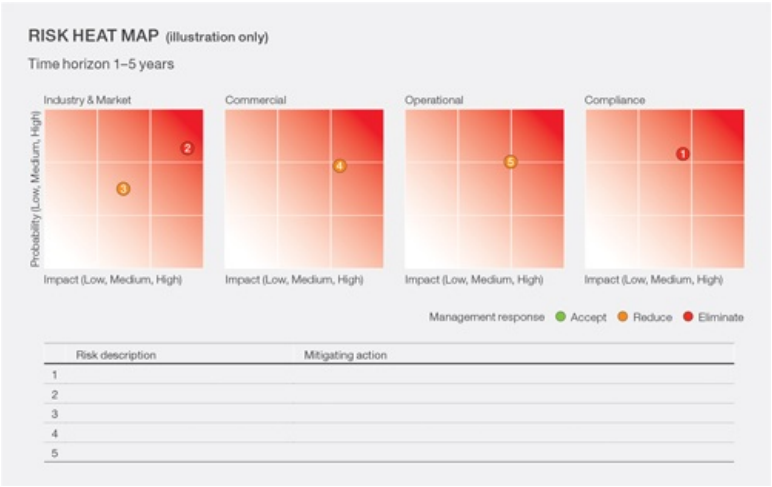 RISK HEAT MAP (illustration only)
Time horizon 1–5 years
Industry & Market
Commercial
Operational
Compliance
Probability (Low, Medium, High)
2
3
4
5
1
Impact (Low, Medium, High)
Impact (Low, Medium, High)
Impact (Low, Medium, High)
Impact (Low, Medium, High)
Management response Accept Reduce Eliminate
Risk description Mitigating action
1
2
3
4
5